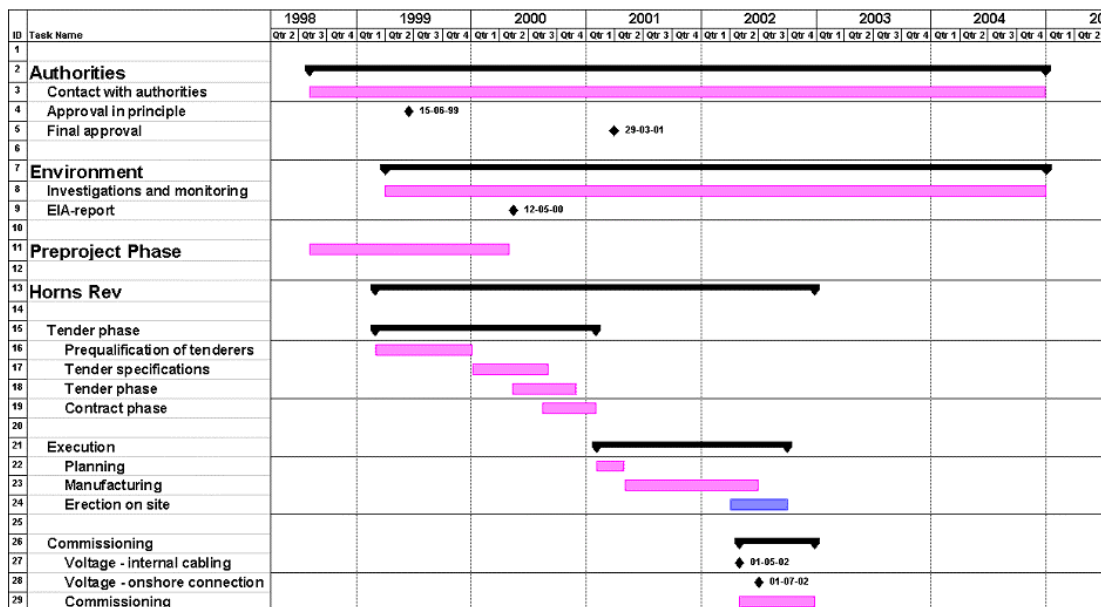 1998 1999 2000 2001 2002 2003 2004 20
ID Task Name Qtr 2 Qtr 3 Qtr 4 Qtr 1 Qtr 2 Qtr 3 Qtr 4 Qtr 1 Qtr 2 Qtr 3 Qtr 4 Qtr 1 Qtr 2 Qtr 3 Qtr 4 Qtr 1 Qtr 2 Qtr 3 Qtr 4 Qtr 1 Qtr 2 Qtr 3 Qtr 4 Qtr 1 Qtr 2 Qtr 3 Qtr 4 Qtr 1 Qtr 2
1
2 Authorities
3 Contact with authorities
4 Approval in principle 15-06-99
5 Final approval 29-03-01
6
7 Environment
8 Investigations and monitoring
9 EIA-report 12-05-00
10
11 Preproject Phase
12
13 Horns Rev
14
15 Tender phase
16 Prequalification of tenderers
17 Tender specifications
18 Tender phase
19 Contract phase
20
21 Execution
22 Planning
23 Manufacturing
24 Erection on site
25
26 Commissioning
27 Voltage - internal cabling 01-05-02
28 Voltage - onshore connection 01-07-02
29 Commissioning